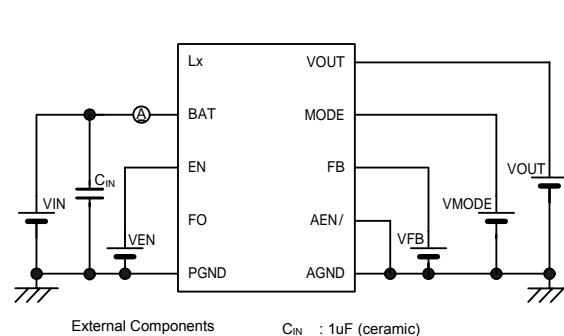 Lx VOUT
A BAT MODE
EN FB VOUT
CIN
VIN FO AEN/ VMODE
VEN VFB
PGND AGND
External Components CIN : 1uF (ceramic)